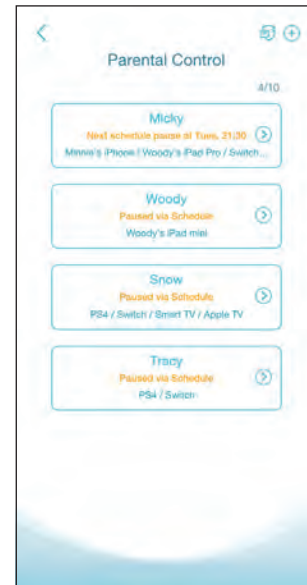 Parental Control
4/10
Micky
Next schedule pause at Tues, 21:30
Minnie's iPhone / Woody's iPad Pro / Switch...
Woody
Paused via Schedule
Woody's iPad mini
Snow
Paused via Schedule
PS4 / Switch / Smart TV / Apple TV
Tracy
Paused via Schedule
PS4 / Switch